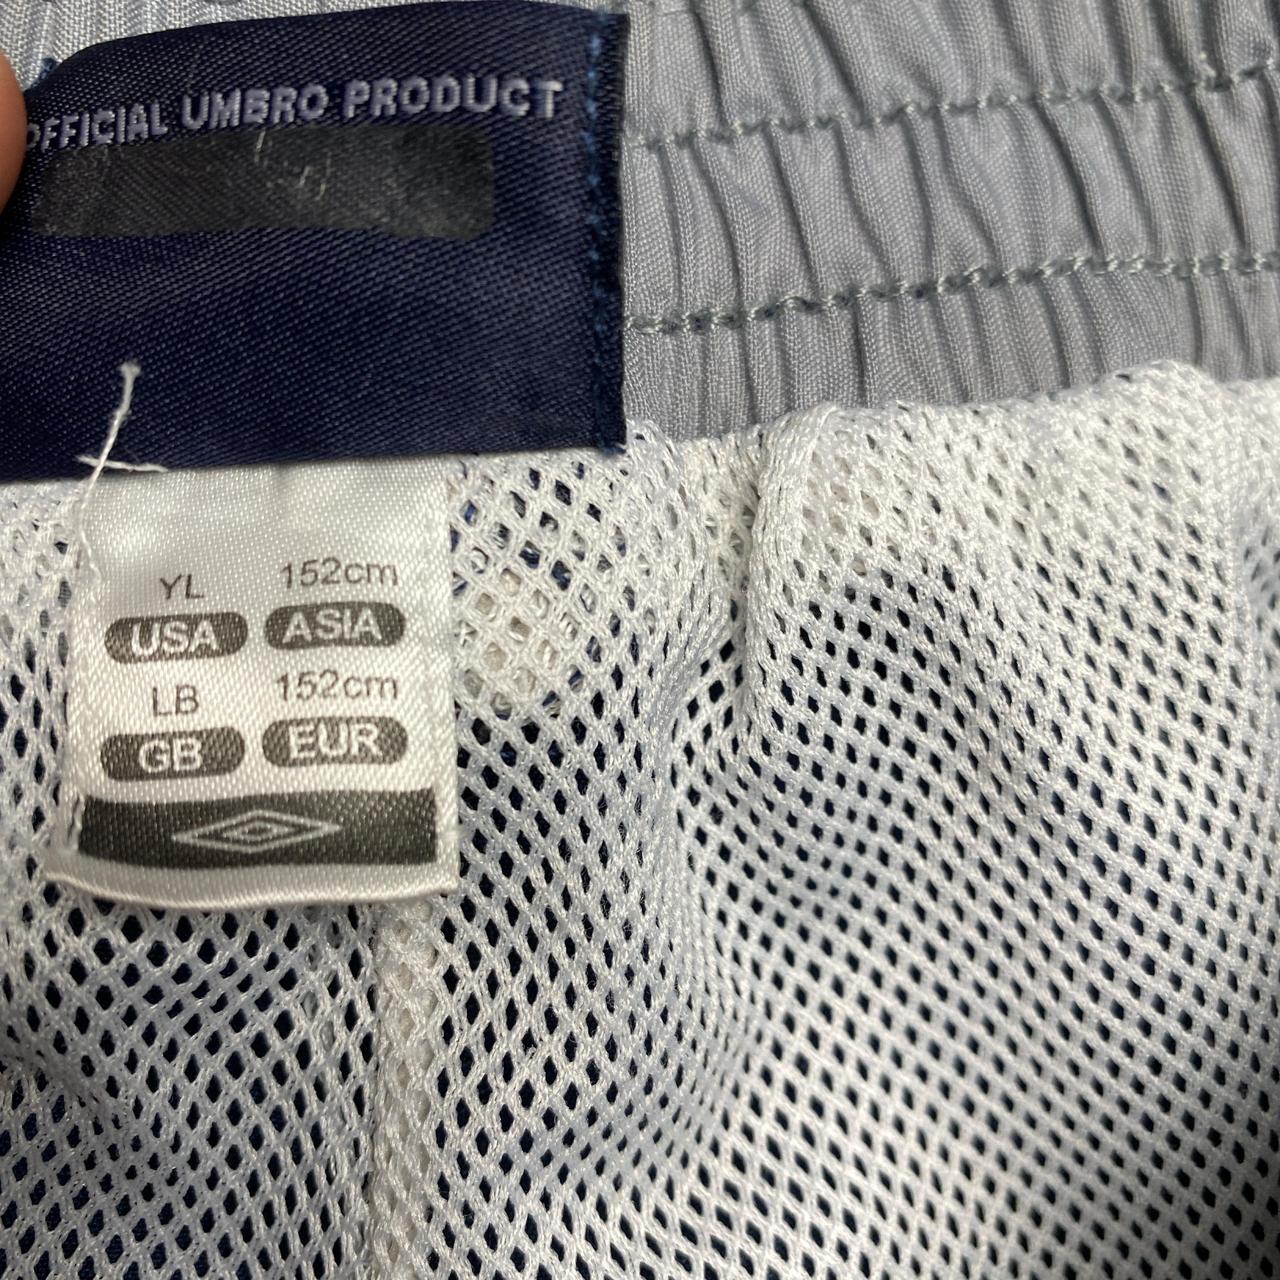 OFFICIAL UMBRO PRODUCT
YL 152cm
USA ASIA
LB 152cm
GB EUR